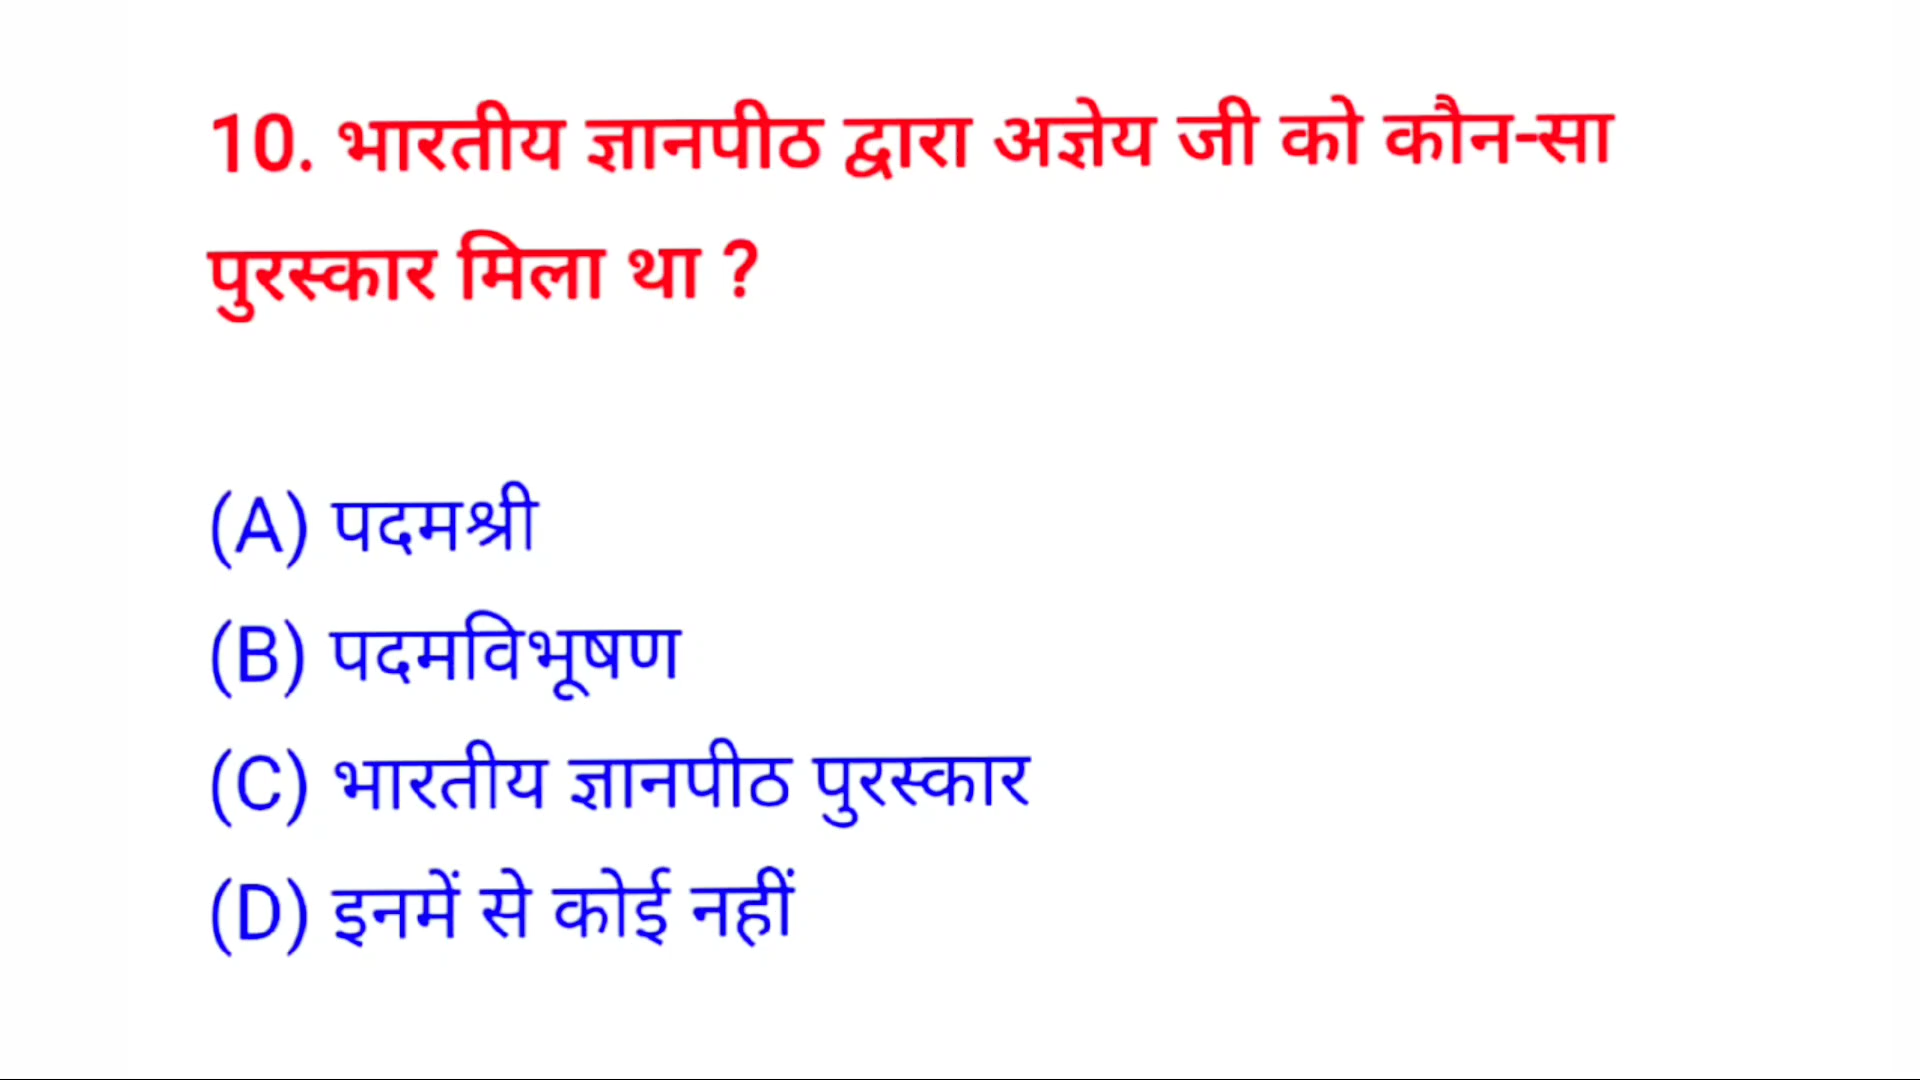 10. भारतीय ज्ञानपीठ द्वारा अज्ञेय जी को कौन-सा
पुरस्कार मिला था ?
(A) पदमश्री
(B) पदमविभूषण
(C) भारतीय ज्ञानपीठ पुरस्कार
(D) इनमें से कोई नहीं